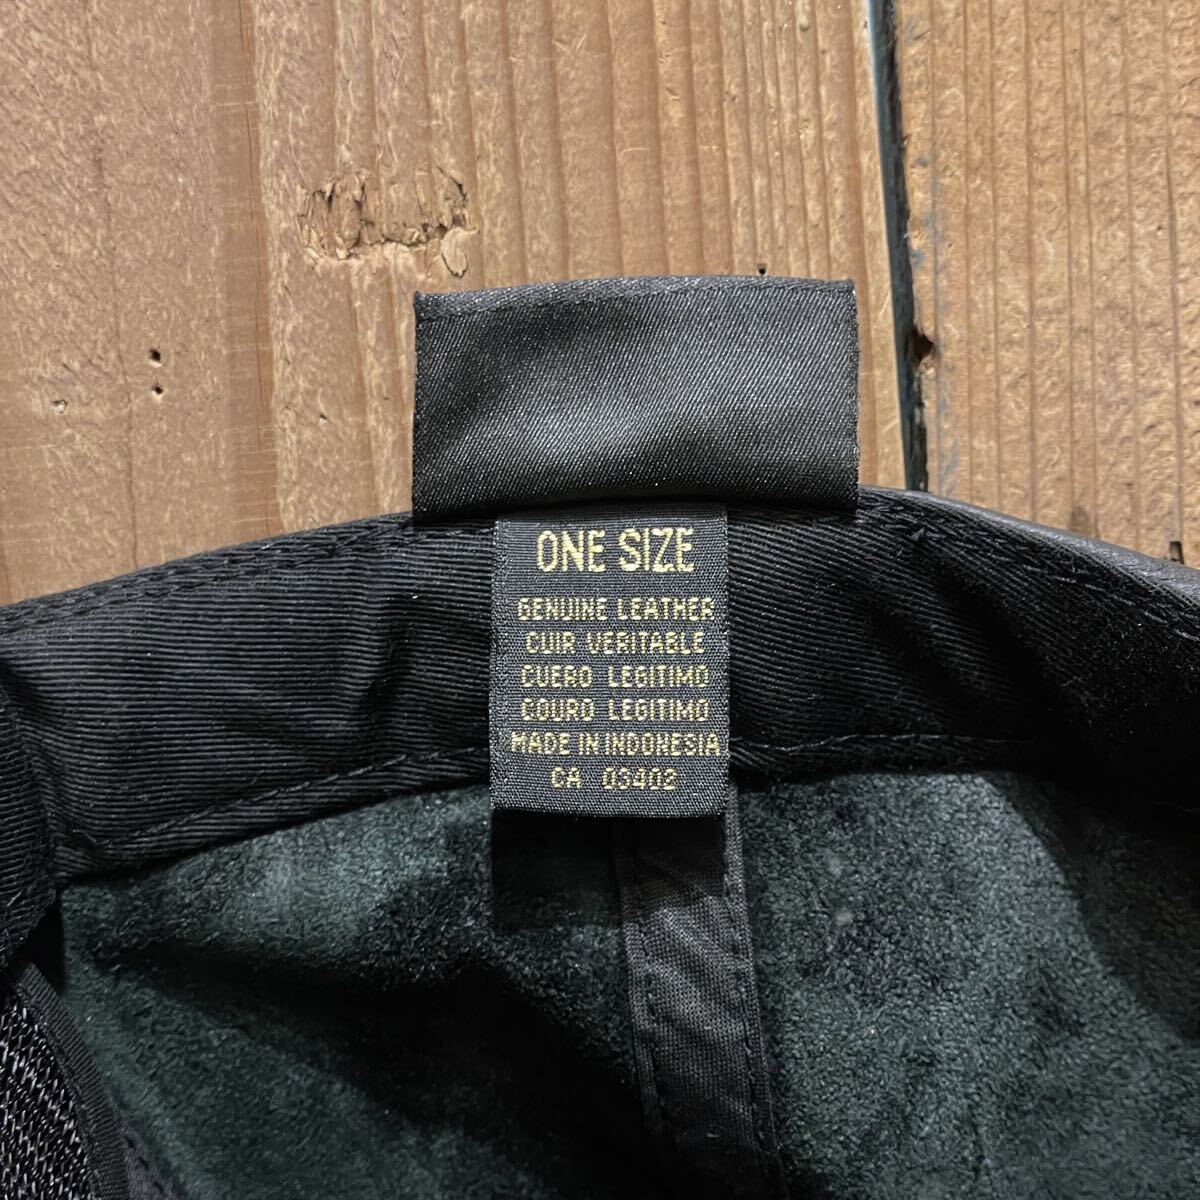 ONE SIZE
GENUINE LEATHER
CUIR VERITABLE
CUERO LEGITIMO
COURO LEGITIMO
MADE IN INDONESIA
CA 03402